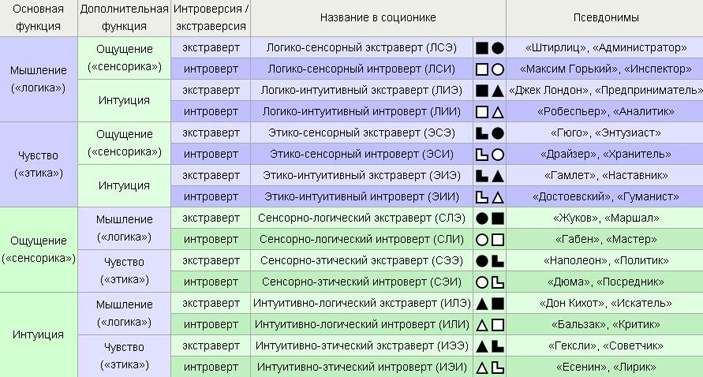 Основная функция Дополнительная функция Интроверсия / экстраверсия Название в соционике Псевдонимы
Мышление («логика») Ощущение («сенсорика») экстраверт Логико-сенсорный экстраверт (ЛСЭ) «Штирлиц», «Администратор»
интроверт Логико-сенсорный интроверт (ЛСИ) «Максим Горький», «Инспектор»
Интуиция экстраверт Логико-интуитивный экстраверт (ЛИЭ) «Джек Лондон», «Предприниматель»
интроверт Логико-интуитивный интроверт (ЛИИ) «Робеспьер», «Аналитик»
Чувство («этика») Ощущение («сенсорика») экстраверт Этико-сенсорный экстраверт (ЭСЭ) «Гюго», «Энтузиаст»
интроверт Этико-сенсорный интроверт (ЭСИ) «Драйзер», «Хранитель»
Интуиция экстраверт Этико-интуитивный экстраверт (ЭИЭ) «Гамлет», «Наставник»
интроверт Этико-интуитивный интроверт (ЭИИ) «Достоевский», «Гуманист»
Ощущение («сенсорика») Мышление («логика») экстраверт Сенсорно-логический экстраверт (СЛЭ) «Жуков», «Маршал»
интроверт Сенсорно-логический интроверт (СЛИ) «Габен», «Мастер»
Чувство («этика») экстраверт Сенсорно-этический экстраверт (СЭЭ) «Наполеон», «Политик»
интроверт Сенсорно-этический интроверт (СЭИ) «Дюма», «Посредник»
Интуиция Мышление («логика») экстраверт Интуитивно-логический экстраверт (ИЛЭ) «Дон Кихот», «Искатель»
интроверт Интуитивно-логический интроверт (ИЛИ) «Бальзак», «Критик»
Чувство («этика») экстраверт Интуитивно-этический экстраверт (ИЭЭ) «Гексли», «Советчик»
интроверт Интуитивно-этический интроверт (ИЭИ) «Есенин», «Лирик»